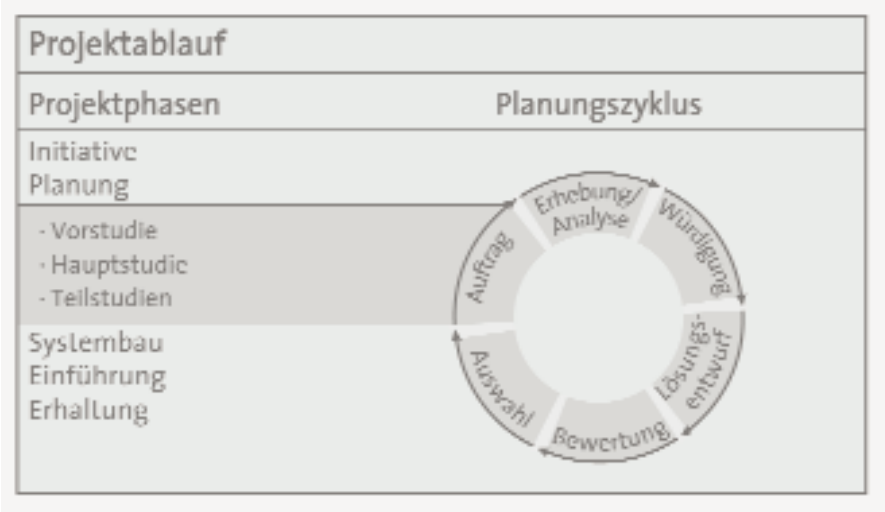 Projektablauf
Projektphasen
Planungszyklus
Initiative
Planung
- Vorstudie
- Hauptstudie
- Teilstudien
Systembau
Einführung
Erhaltung
Erhebung/
Analyse
Würdigung
Lösungs-
entwurf
Bewertung
Auswahl
Auftrag